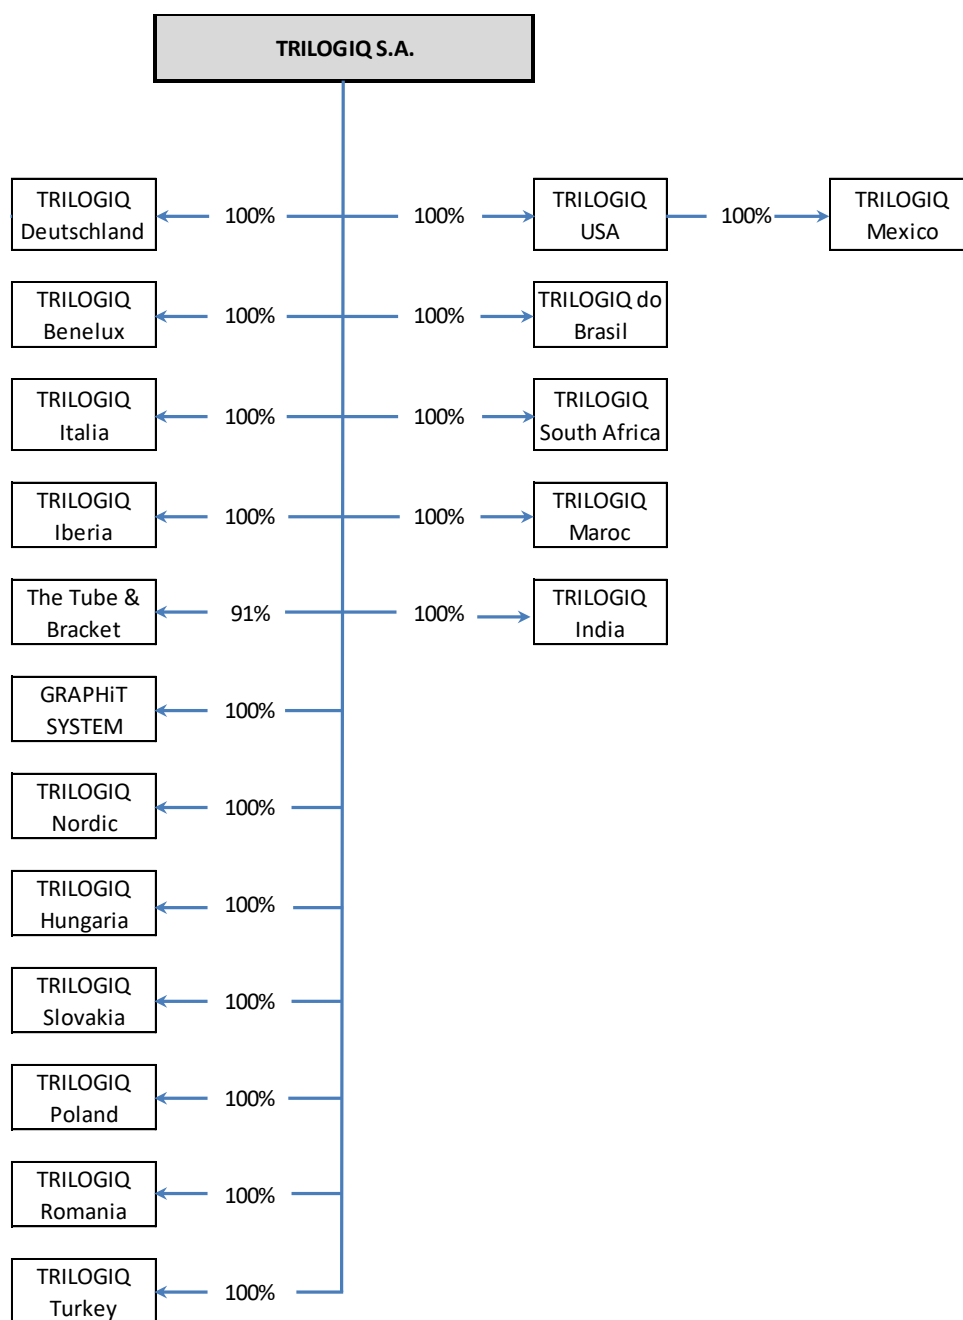 TRILOGIQ S.A.
TRILOGIQ
Deutschland
100%
100%
TRILOGIQ
USA
100%
TRILOGIQ
Mexico
TRILOGIQ
Benelux
100%
100%
TRILOGIQ do
Brasil
TRILOGIQ
Italia
100%
100%
TRILOGIQ
South Africa
TRILOGIQ
Iberia
100%
100%
TRILOGIQ
Maroc
The Tube &
Bracket
91%
100%
TRILOGIQ
India
GRAPHiT
SYSTEM
100%
TRILOGIQ
Nordic
100%
TRILOGIQ
Hungaria
100%
TRILOGIQ
Slovakia
100%
TRILOGIQ
Poland
100%
TRILOGIQ
Romania
100%
TRILOGIQ
Turkey
100%